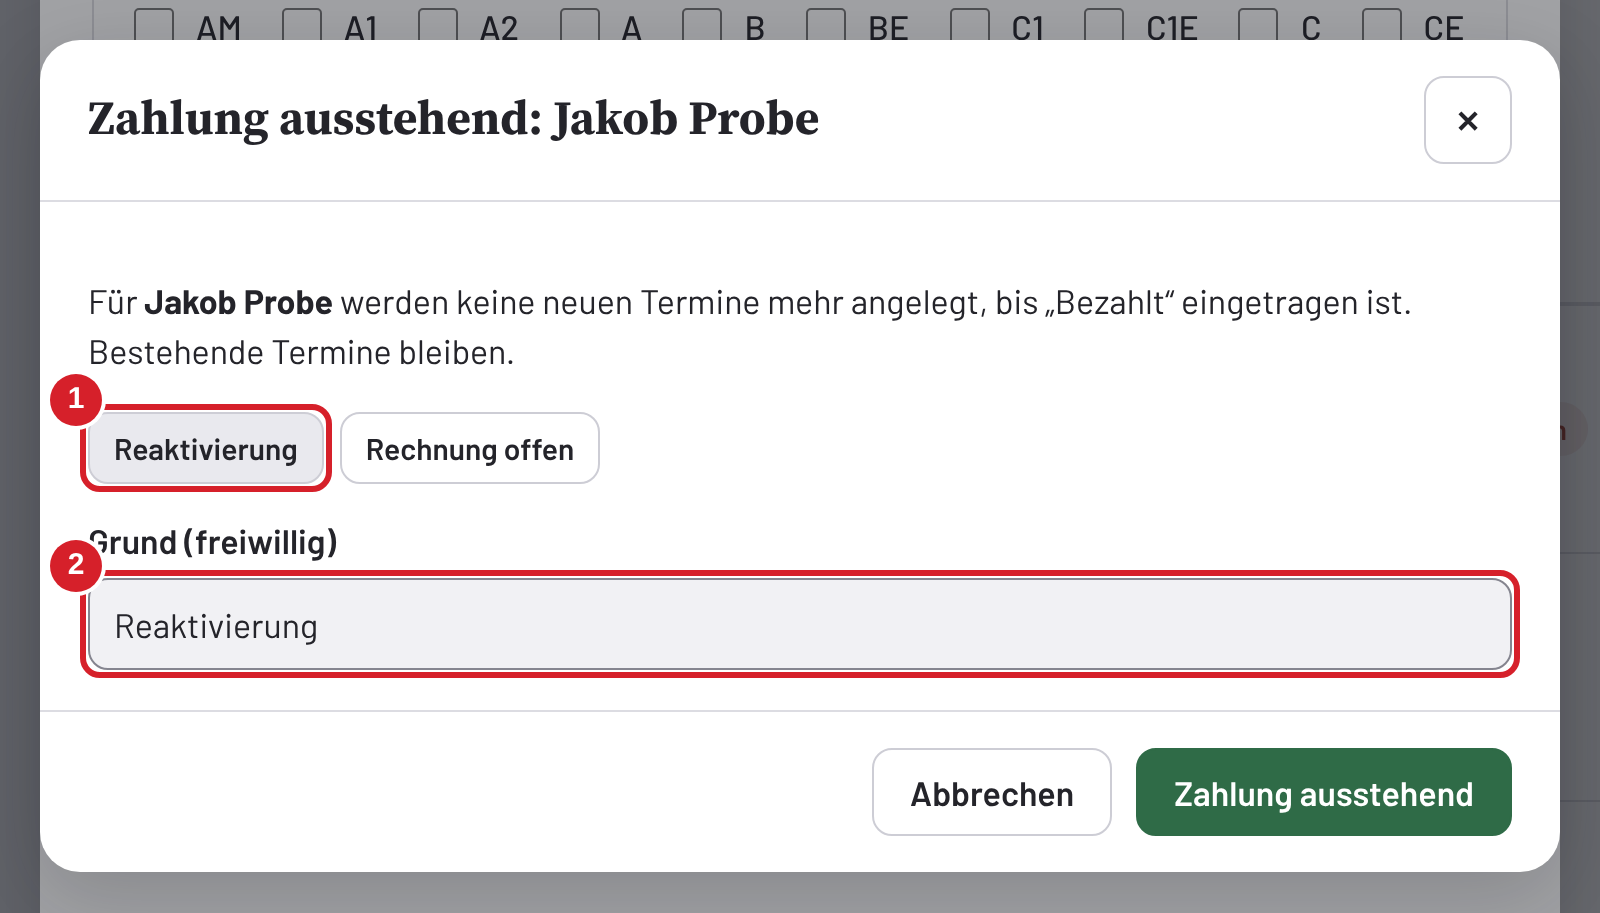 AM A1 A2 A B BE C1 C1E C CE
Zahlung ausstehend: Jakob Probe
×
Für Jakob Probe werden keine neuen Termine mehr angelegt, bis „Bezahlt“ eingetragen ist.
Bestehende Termine bleiben.
1
Reaktivierung Rechnung offen
Grund (freiwillig)
2
Reaktivierung
Abbrechen Zahlung ausstehend